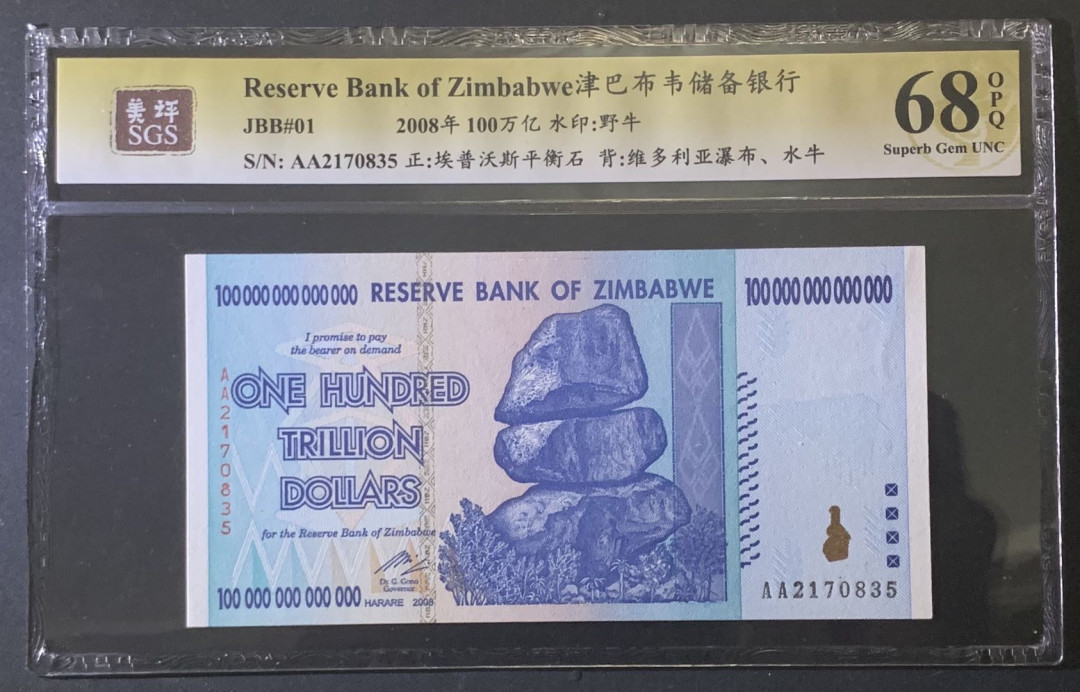 美评
SGS
Reserve Bank of Zimbabwe津巴布韦储备银行
JBB#01 2008年 100万亿 水印:野牛
S/N: AA2170835 正:埃普沃斯平衡石 背:维多利亚瀑布、水牛
68
OPQ
Superb Gem UNC
100 000 000 000 000 RESERVE BANK OF ZIMBABWE 100 000 000 000 000
I promise to pay
the bearer on demand
AA2170835
ONE HUNDRED
TRILLION
DOLLARS
for the Reserve Bank of Zimbabwe
Dr. G. Gono
Governor
100 000 000 000 000 HARARE 2008
AA2170835